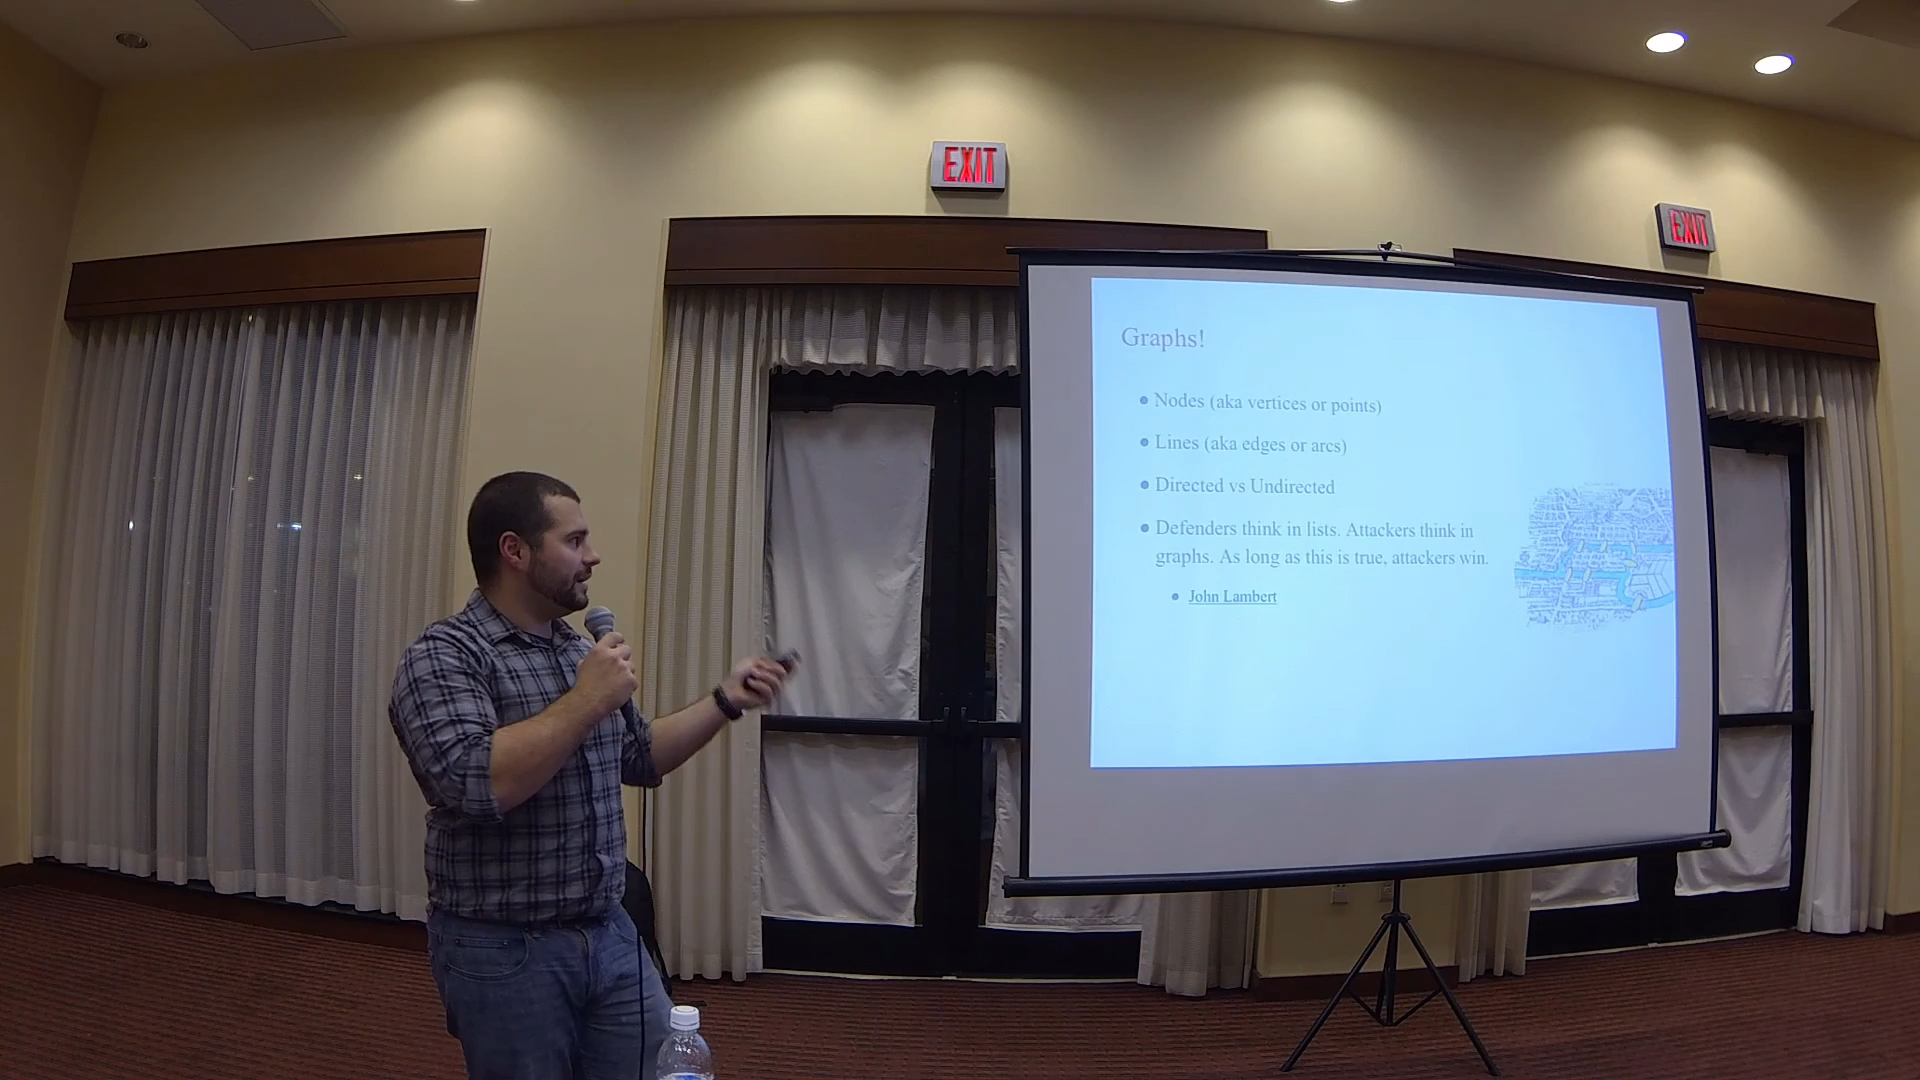 EXIT
EXIT
Graphs!
Nodes (aka vertices or points)
Lines (aka edges or arcs)
Directed vs Undirected
Defenders think in lists. Attackers think in
graphs. As long as this is true, attackers win.
John Lambert